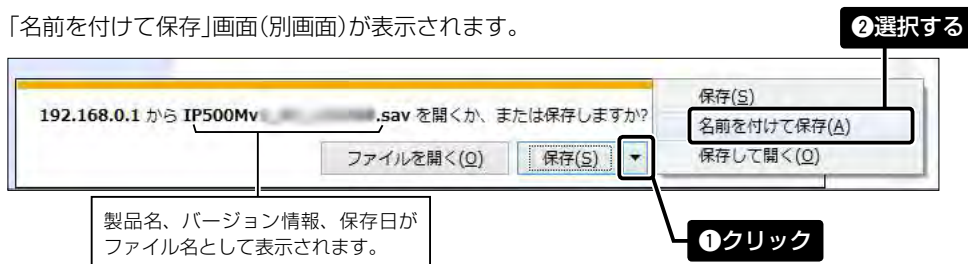 「名前を付けて保存」画面(別画面)が表示されます。
❷選択する
192.168.0.1 から IP500Mv .sav を開くか、または保存しますか?
ファイルを開く(O)
保存(S)
保存(S)
名前を付けて保存(A)
保存して開く(O)
製品名、バージョン情報、保存日が
ファイル名として表示されます。
❶クリック